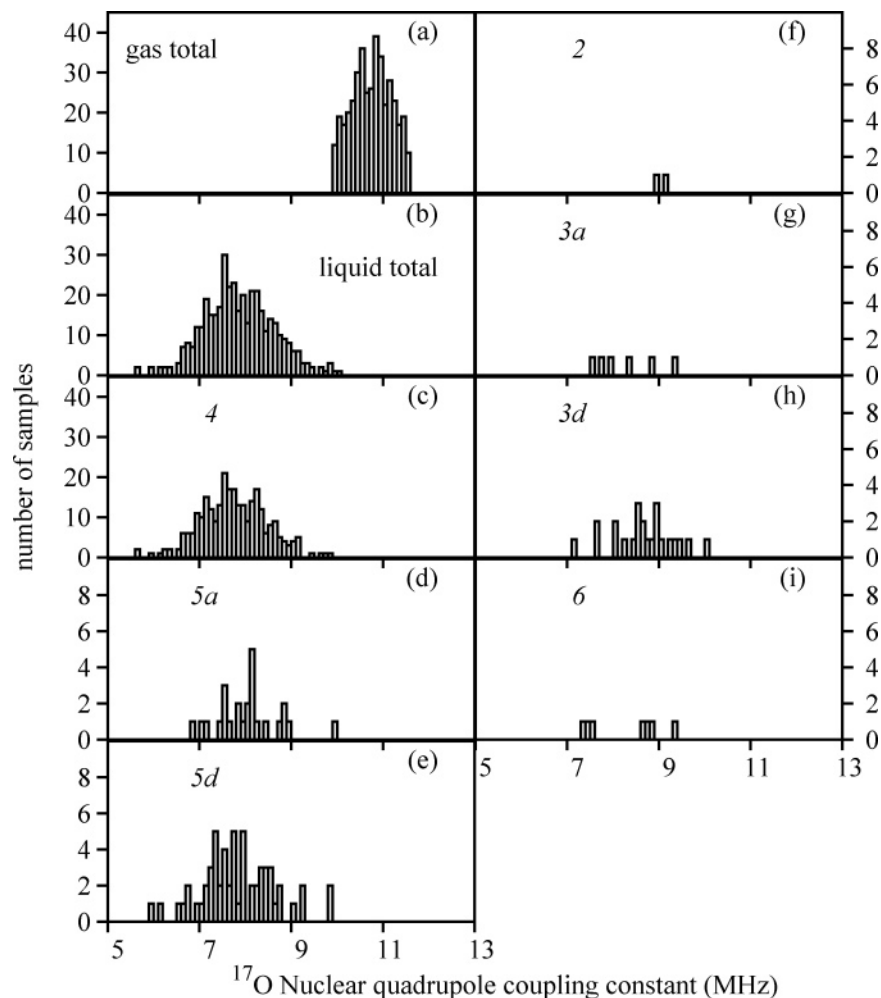 40
30
20
10
0
gas total
(a)
2
(f)
8
6
4
2
0
40
30
20
10
0
(b)
liquid total
3a
(g)
8
6
4
2
0
number of samples
40
30
20
10
0
4
(c)
3d
(h)
8
6
4
2
0
8
6
4
2
0
5a
(d)
6
(i)
8
6
4
2
0
5 7 9 11 13
8
6
4
2
0
5d
(e)
5 7 9 11 13
17O Nuclear quadrupole coupling constant (MHz)